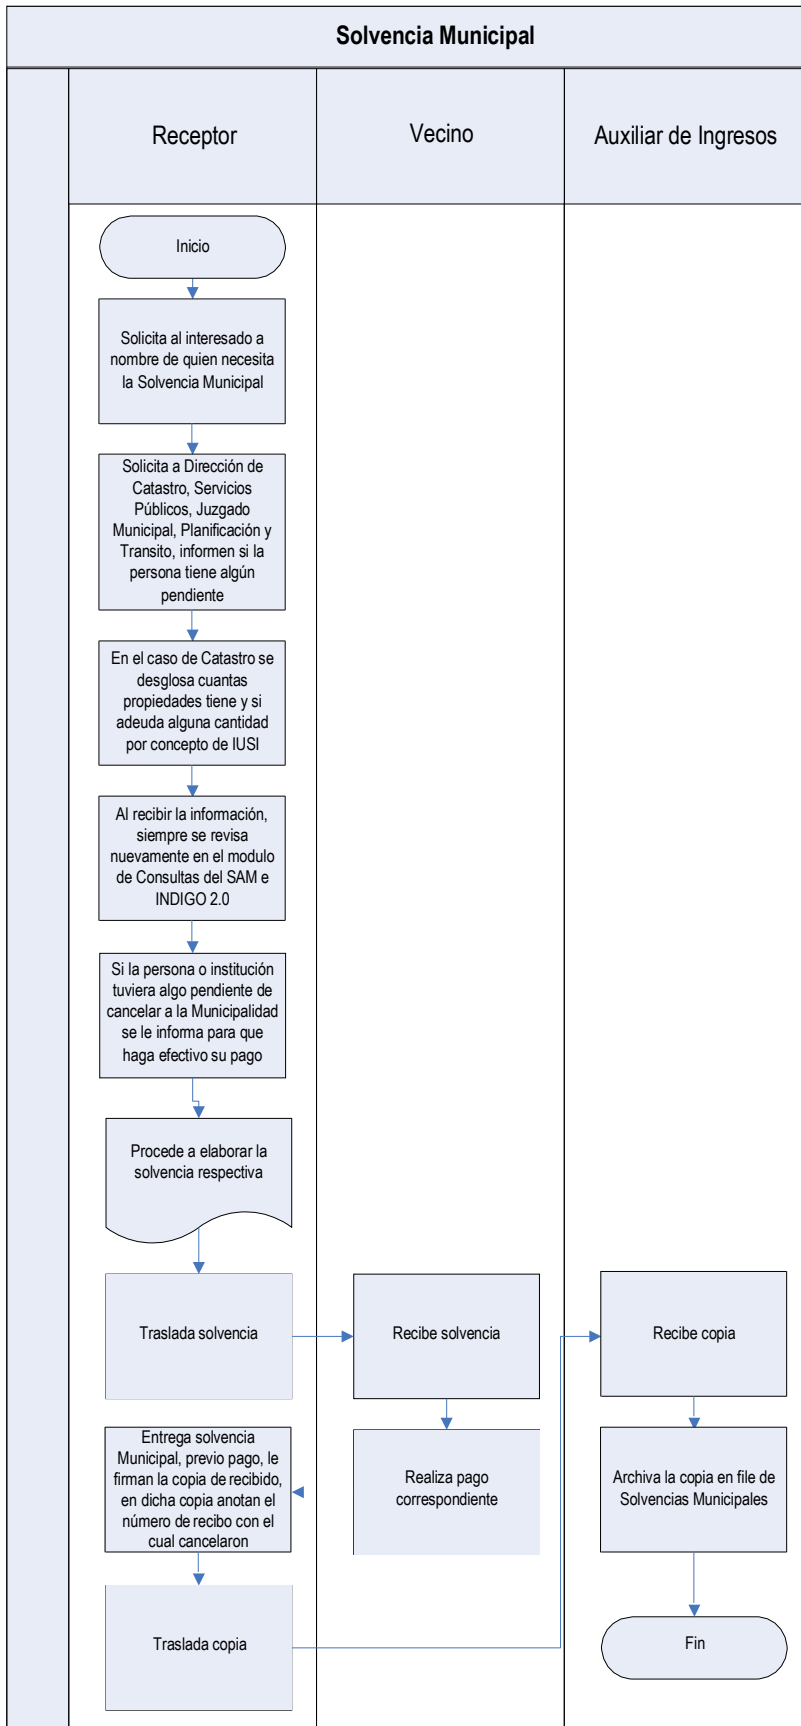 Solvencia Municipal
Receptor
Vecino
Auxiliar de Ingresos
Inicio
Solicita al interesado a
nombre de quien necesita
la Solvencia Municipal
Solicita a Dirección de
Catastro, Servicios
Públicos, Juzgado
Municipal, Planificación y
Transito, informen si la
persona tiene algún
pendiente
En el caso de Catastro se
desglosa cuantas
propiedades tiene y si
adeuda alguna cantidad
por concepto de IUSI
Al recibir la información,
siempre se revisa
nuevamente en el modulo
de Consultas del SAM e
INDIGO 2.0
Si la persona o institución
tuviera algo pendiente de
cancelar a la Municipalidad
se le informa para que
haga efectivo su pago
Procede a elaborar la
solvencia respectiva
Traslada solvencia
Recibe solvencia
Recibe copia
Entrega solvencia
Municipal, previo pago, le
firman la copia de recibido,
en dicha copia anotan el
número de recibo con el
cual cancelaron
Realiza pago
correspondiente
Archiva la copia en file de
Solvencias Municipales
Traslada copia
Fin